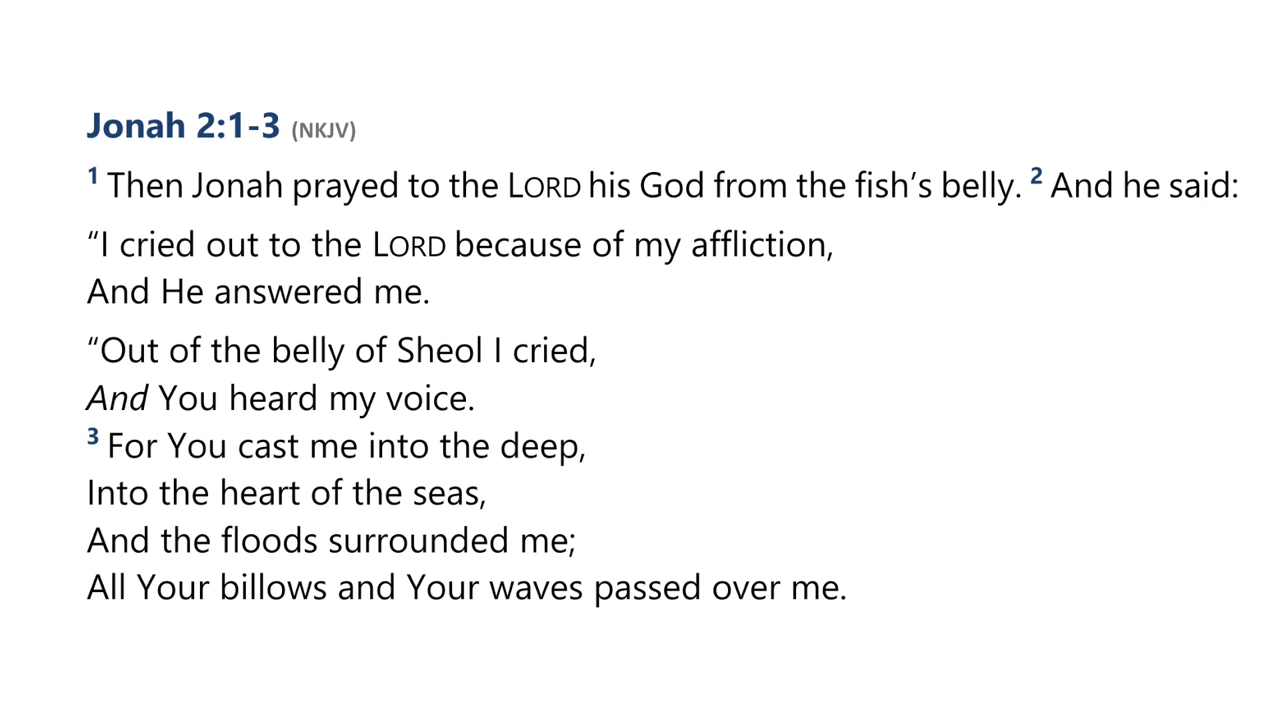 Jonah 2:1-3 (NKJV)
1 Then Jonah prayed to the LORD his God from the fish’s belly. 2 And he said:
“I cried out to the LORD because of my affliction,
And He answered me.
“Out of the belly of Sheol I cried,
And You heard my voice.
3 For You cast me into the deep,
Into the heart of the seas,
And the floods surrounded me;
All Your billows and Your waves passed over me.